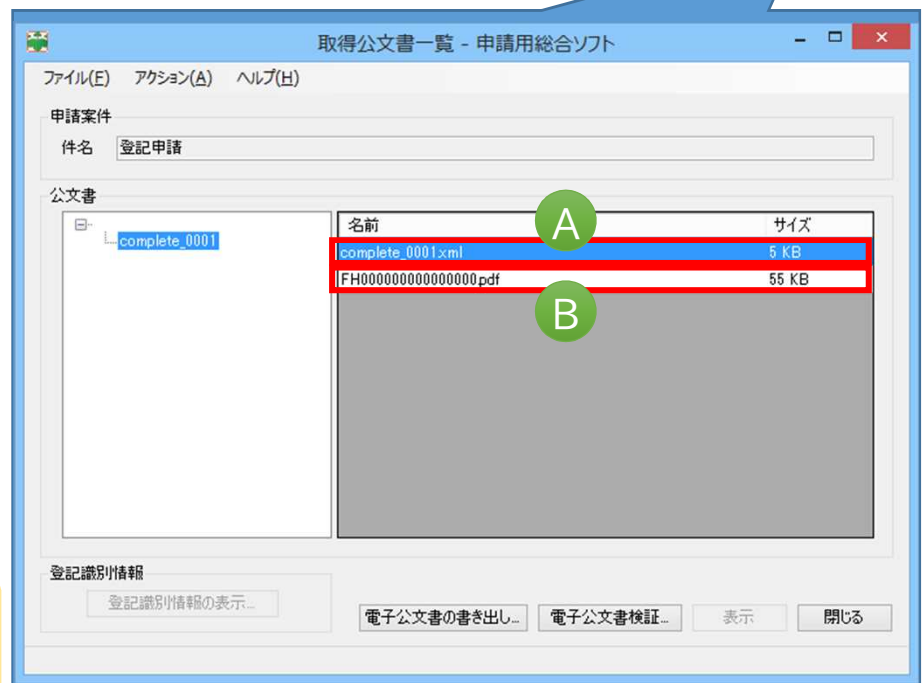 取得公文書一覧 - 申請用総合ソフト
ファイル(F) アクション(A) ヘルプ(H)
申請案件
件名 登記申請
公文書
complete_0001
名前 サイズ
A
complete_0001.xml 5 KB
FH000000000000000.pdf 55 KB
B
登記識別情報
登記識別情報の表示...
電子公文書の書き出し... 電子公文書検証... 表示 閉じる